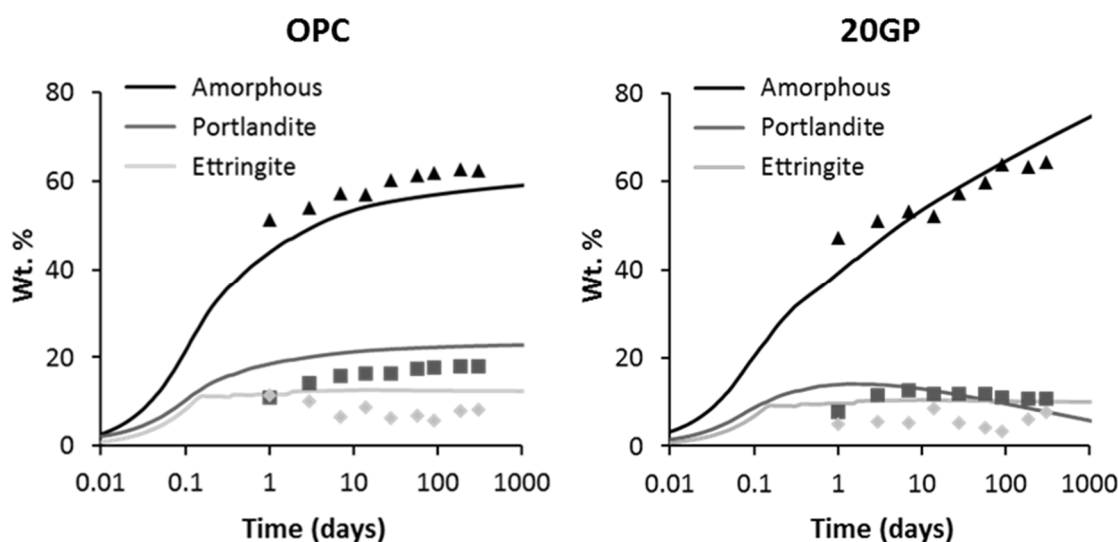 OPC
Amorphous
Portlandite
Ettringite
80
60
40
20
0
Wt. %
0.01 0.1 1 10 100 1000
Time (days)
20GP
Amorphous
Portlandite
Ettringite
80
60
40
20
0
Wt. %
0.01 0.1 1 10 100 1000
Time (days)